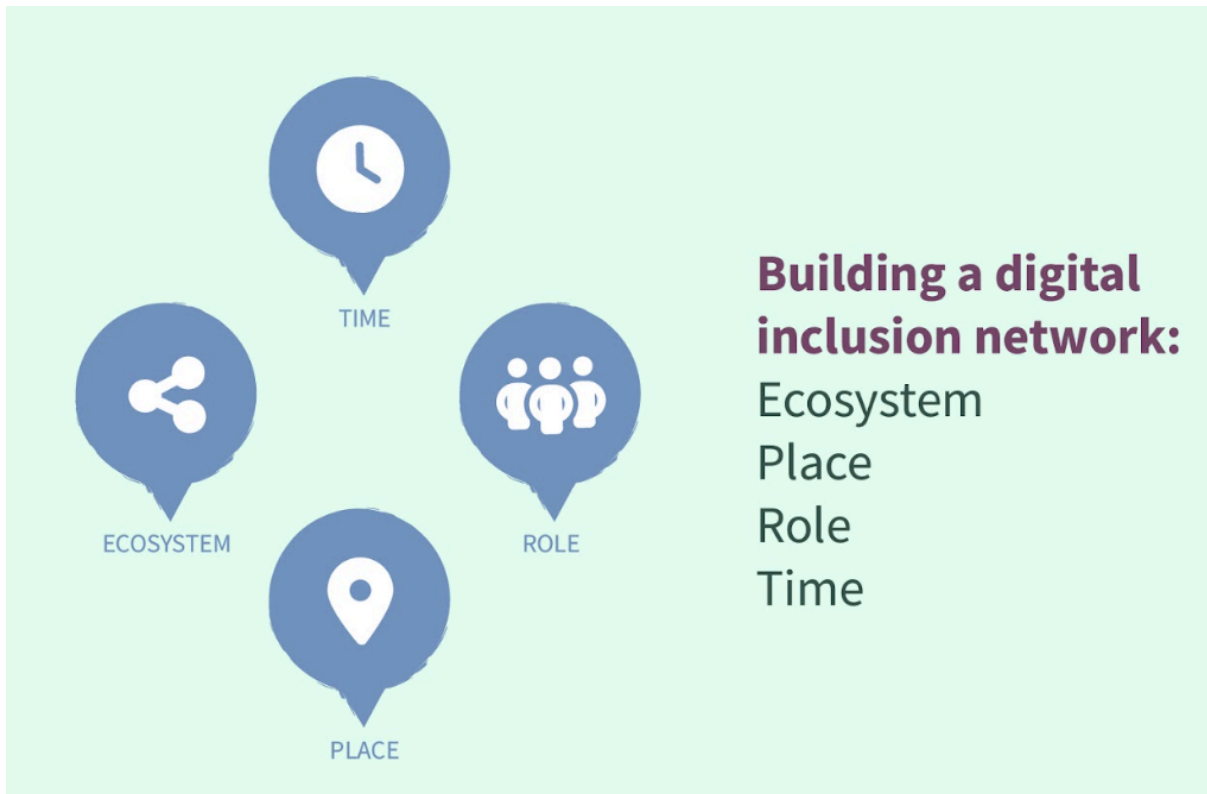 TIME
ECOSYSTEM
ROLE
PLACE
Building a digital
inclusion network:
Ecosystem
Place
Role
Time